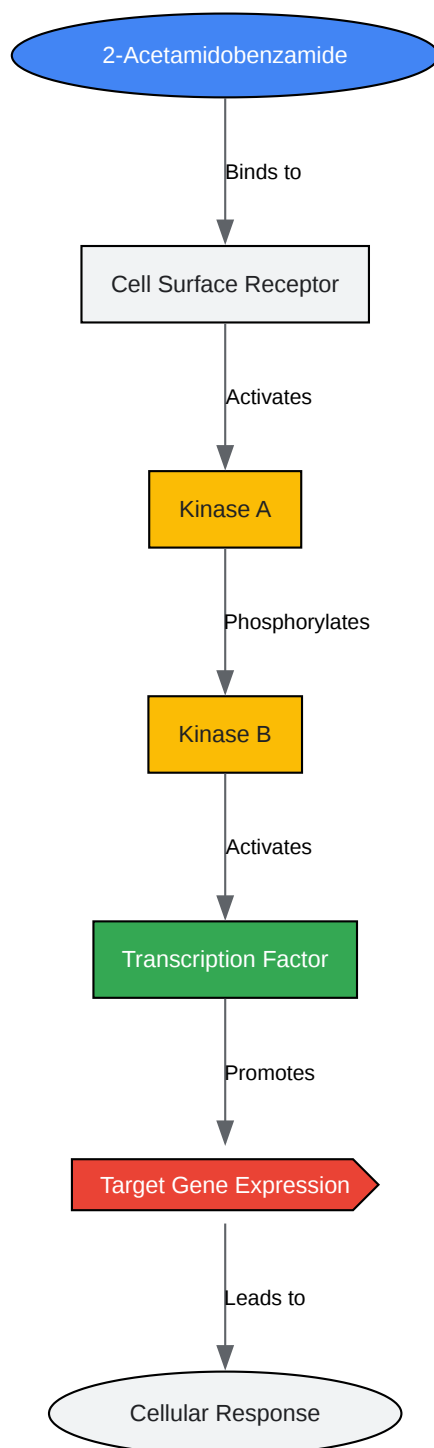 2-Acetamidobenzamide
Binds to
Cell Surface Receptor
Activates
Kinase A
Phosphorylates
Kinase B
Activates
Transcription Factor
Promotes
Target Gene Expression
Leads to
Cellular Response